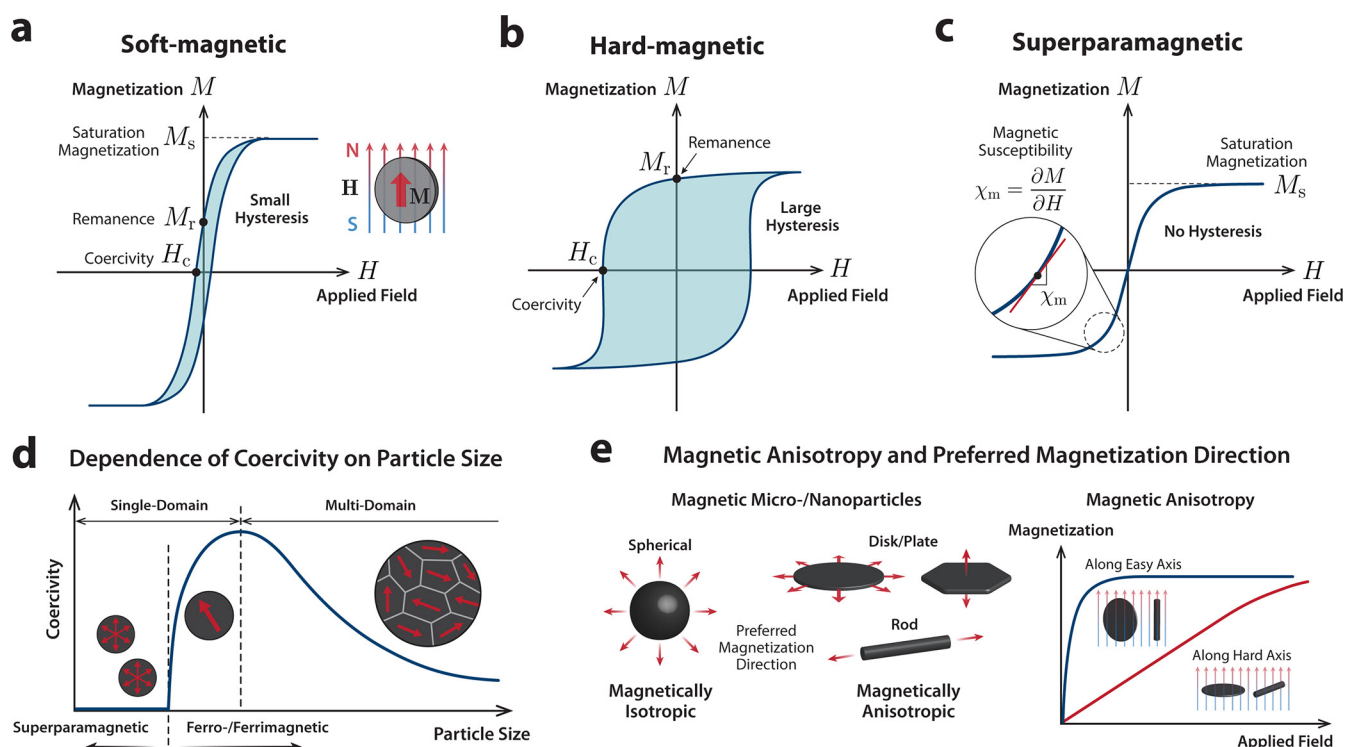 a
Soft-magnetic
Magnetization M
Saturation
Magnetization
Ms
Remanence Mr
Coercivity Hc
Small
Hysteresis
H
Applied Field
N
H
S
M
b
Hard-magnetic
Magnetization M
Remanence
Mr
Hc
Coercivity
Large
Hysteresis
H
Applied Field
c
Superparamagnetic
Magnetization M
Magnetic
Susceptibility
χm = ∂M/∂H
χm
Saturation
Magnetization
Ms
No Hysteresis
H
Applied Field
d
Dependence of Coercivity on Particle Size
Single-Domain
Multi-Domain
Coercivity
Superparamagnetic
Ferro-/Ferrimagnetic
Particle Size
e
Magnetic Anisotropy and Preferred Magnetization Direction
Magnetic Micro-/Nanoparticles
Spherical
Disk/Plate
Rod
Preferred
Magnetization
Direction
Magnetically
Isotropic
Magnetically
Anisotropic
Magnetic Anisotropy
Magnetization
Along Easy Axis
Along Hard Axis
Applied Field